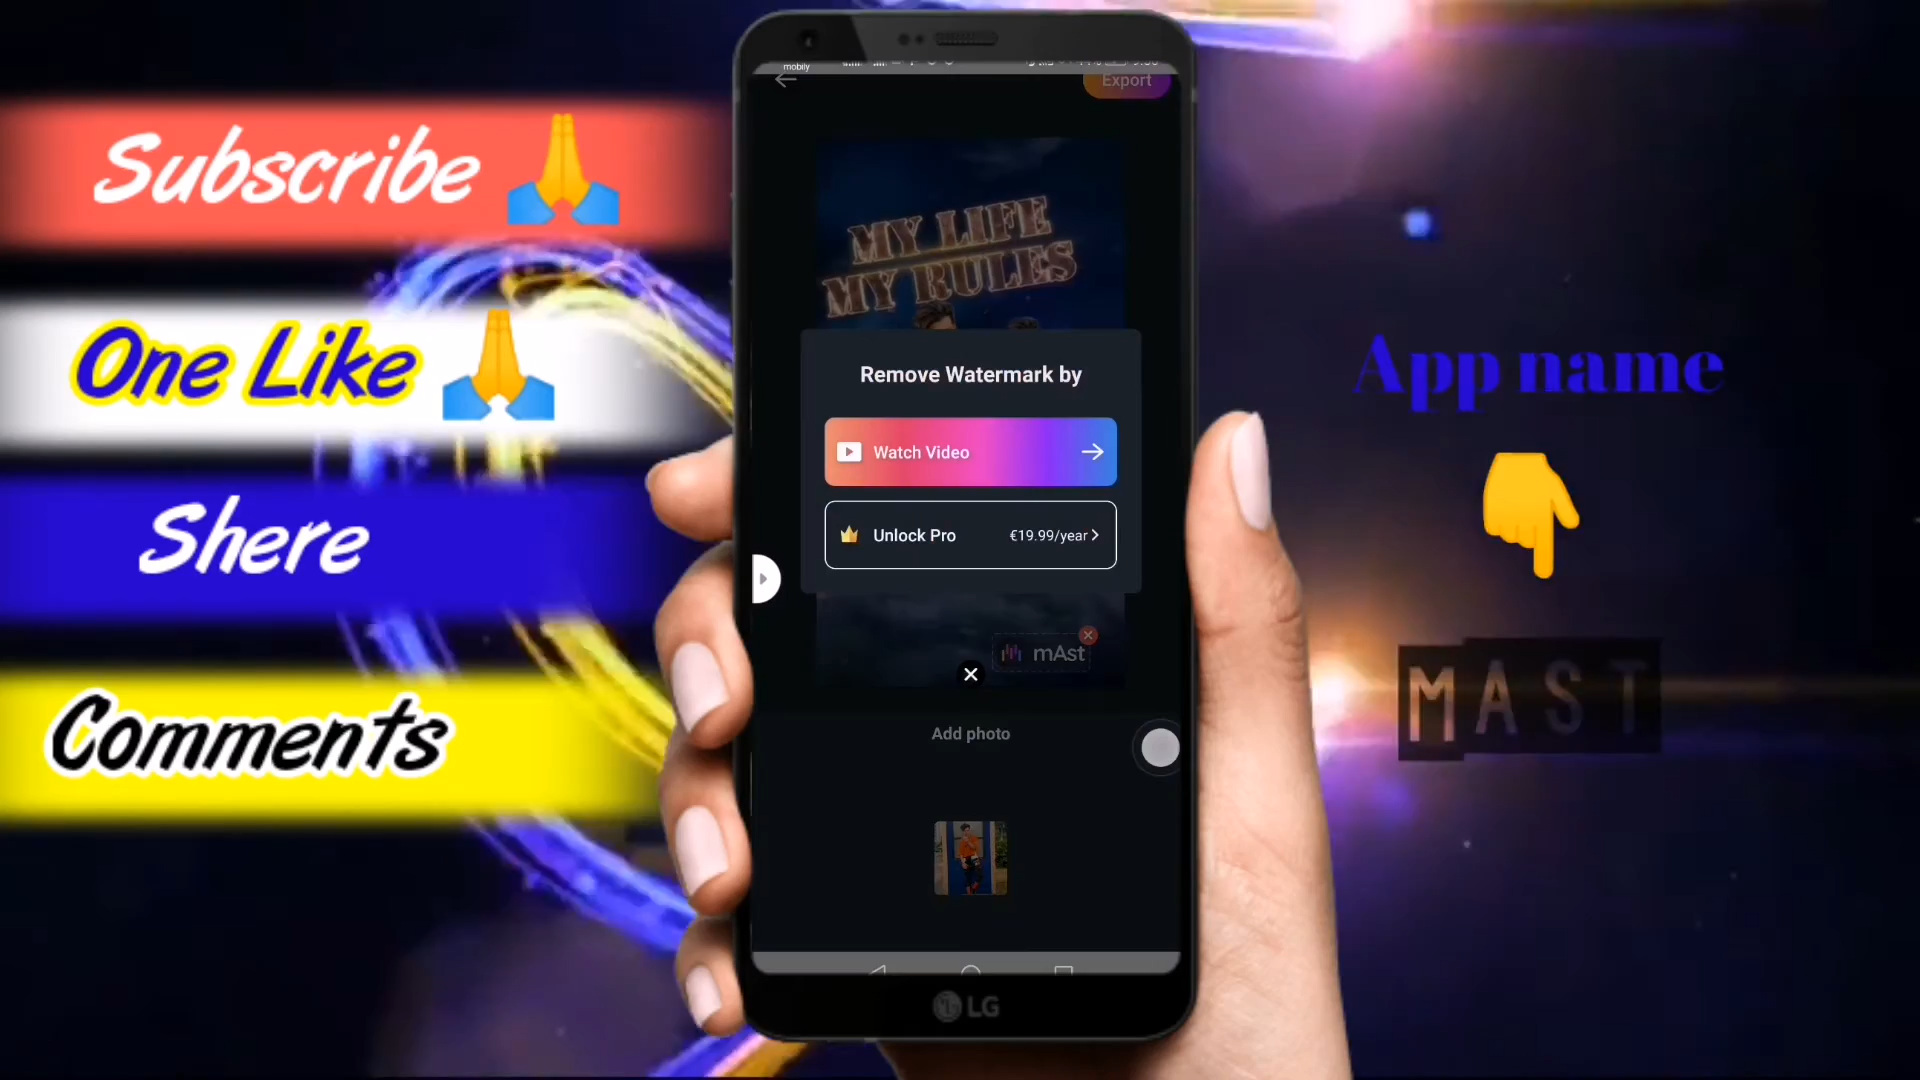 Subscribe 🙏
One Like 🙏
Shere
Comments
mobily
Export
MY LIFE
MY RULES
Remove Watermark by
Watch Video
Unlock Pro
€19.99/year
mAst
Add photo
LG
App name
👇
MAST